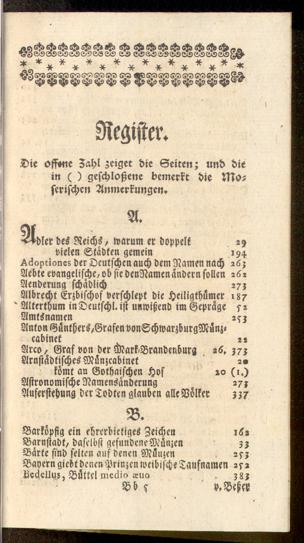 Register.
Die offene Zahl zeiget die Seiten; und die
in ( ) geschloßene bemerkt die Mo-
serischen Anmerkungen.
A.
Adler des Reichs, warum er doppelt 29
vielen Städten gemein 194
Adoptiones der Deutschen auch dem Namen nach 263
Aebte evangelische, ob sie den Namen ändern sollen 262
Aenderung schädlich 273
Albrecht Erzbischof verschlept die Heiligthümer 187
Alterthum in Deutschl. ist unwissend im Gepräge 52
Amtsnamen 253
Anton Günthers, Grafen von Schwarzburg Münz-
cabinet 22
Arco, Graf von der Mark-Brandenburg 26, 373
Arnstädtisches Münzcabinet 20
kömt an Gothaischen Hof 20 (1.)
Astronomische Namensänderung 273
Auferstehung der Todten glauben alle Völker 337
B.
Barköpfig ein ehrerbietiges Zeichen 162
Barnstadt, daselbst gefundene Münzen 33
Bärte sind selten auf denen Münzen 253
Bayern giebt denen Prinzen weibische Taufnamen 252
Bedellus, Büttel medio ævo 383
Bb 5 v. Beßer